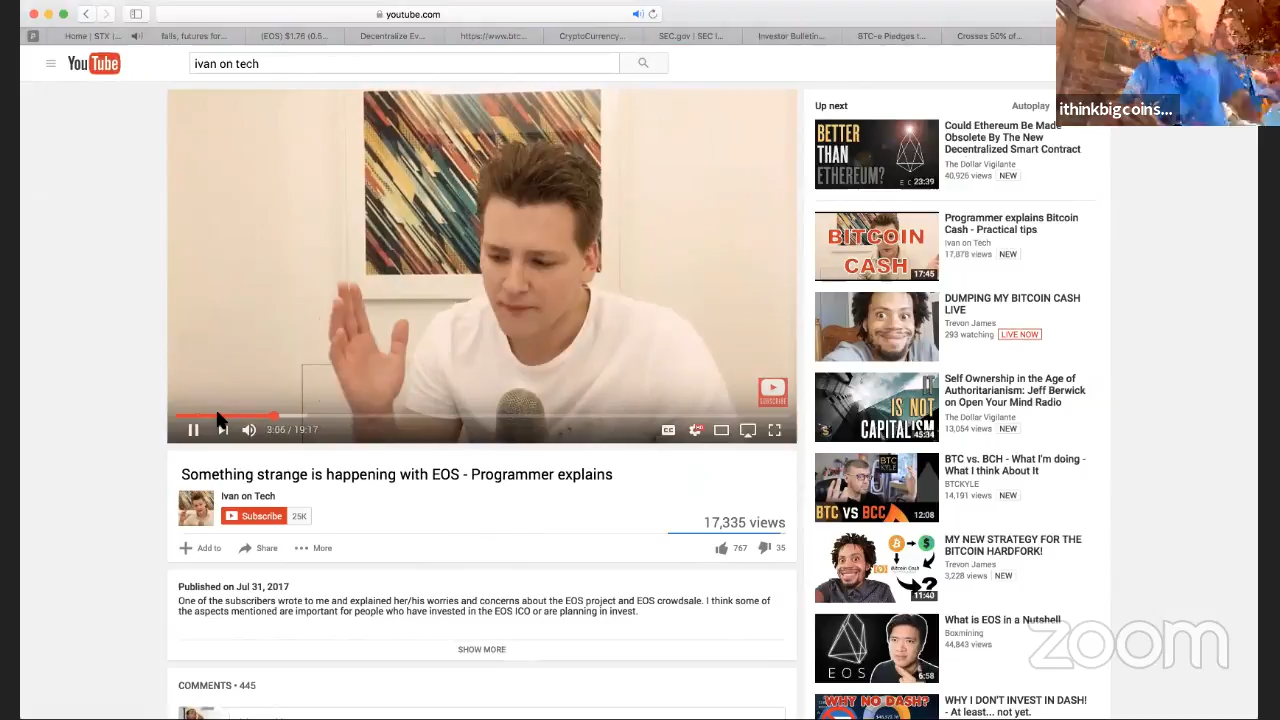 youtube.com
Home | STX |...
falls, futures for...
(EOS) $1.76 (0.5...
Decentralize Ev...
https://www.btc...
CryptoCurrency...
SEC.gov | SEC I...
Investor Bulletin...
BTC-e Pledges t...
Crosses 50% of...
YouTube
ivan on tech
ithinkbigcoins...
Up next
Autoplay
BETTER THAN ETHEREUM?
23:39
Could Ethereum Be Made
Obsolete By The New
Decentralized Smart Contract
The Dollar Vigilante
40,926 views NEW
BITCOIN CASH
17:45
Programmer explains Bitcoin
Cash - Practical tips
Ivan on Tech
17,878 views NEW
DUMPING MY BITCOIN CASH
LIVE
Trevon James
293 watching LIVE NOW
IT IS NOT CAPITALISM
45:34
Self Ownership in the Age of
Authoritarianism: Jeff Berwick
on Open Your Mind Radio
The Dollar Vigilante
13,054 views NEW
SUBSCRIBE
3:06 / 19:17
CC
HD
Something strange is happening with EOS - Programmer explains
Ivan on Tech
Subscribe 25K
17,335 views
Add to
Share
More
767
35
BTC KYLE
BTC VS BCC
12:08
BTC vs. BCH - What I'm doing -
What I think About It
BTCKYLE
14,191 views NEW
Bitcoin Cash
11:40
MY NEW STRATEGY FOR THE
BITCOIN HARDFORK!
Trevon James
3,228 views NEW
Published on Jul 31, 2017
One of the subscribers wrote to me and explained her/his worries and concerns about the EOS project and EOS crowdsale. I think some of
the aspects mentioned are important for people who have invested in the EOS ICO or are planning in invest.
SHOW MORE
EOS
6:58
What is EOS in a Nutshell
Boxmining
44,843 views
zoom
COMMENTS • 445
WHY NO DASH?
WHY I DON'T INVEST IN DASH!
- At least... not yet.